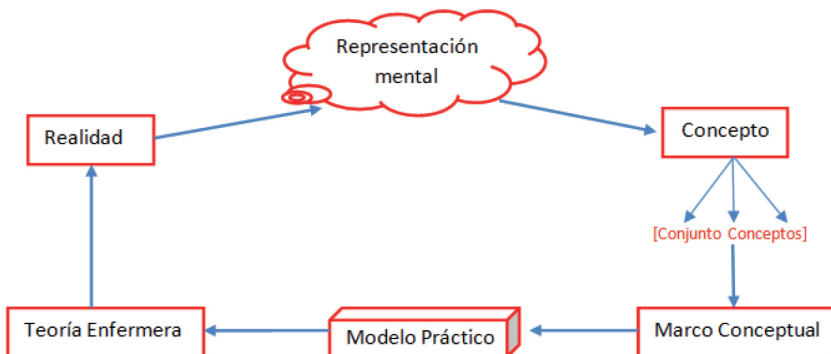 Representación
mental
Realidad
Concepto
[Conjunto Conceptos]
Teoría Enfermera
Modelo Práctico
Marco Conceptual